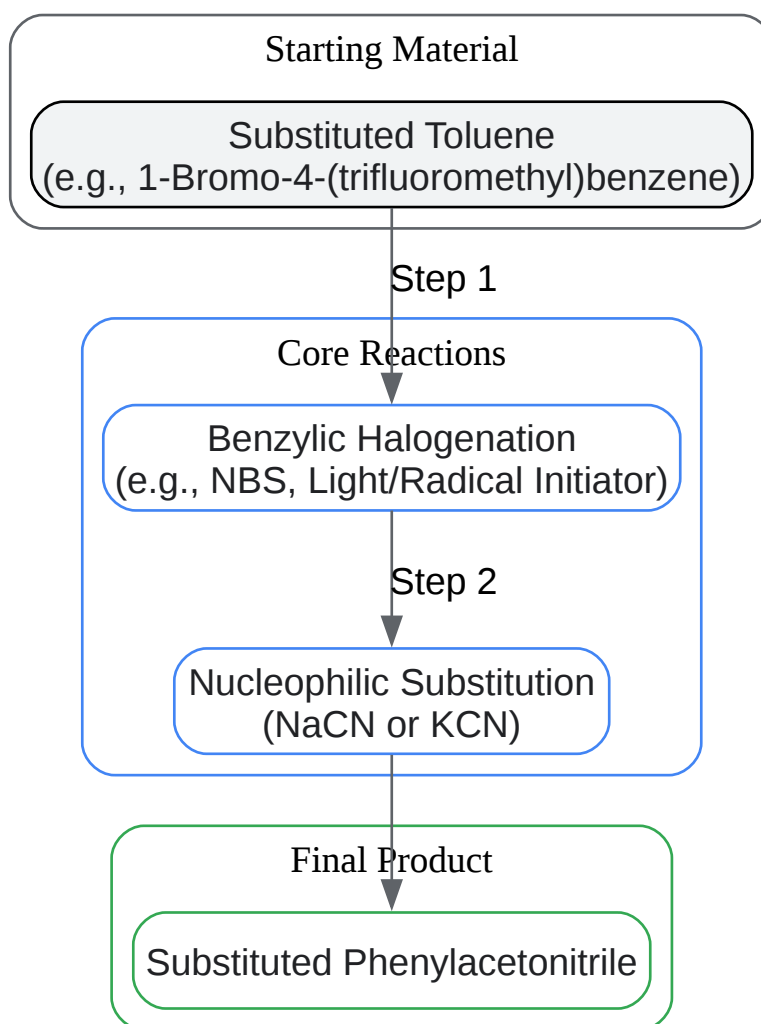 Starting Material
Substituted Toluene
(e.g., 1-Bromo-4-(trifluoromethyl)benzene)
Step 1
Core Reactions
Benzylic Halogenation
(e.g., NBS, Light/Radical Initiator)
Step 2
Nucleophilic Substitution
(NaCN or KCN)
Final Product
Substituted Phenylacetonitrile